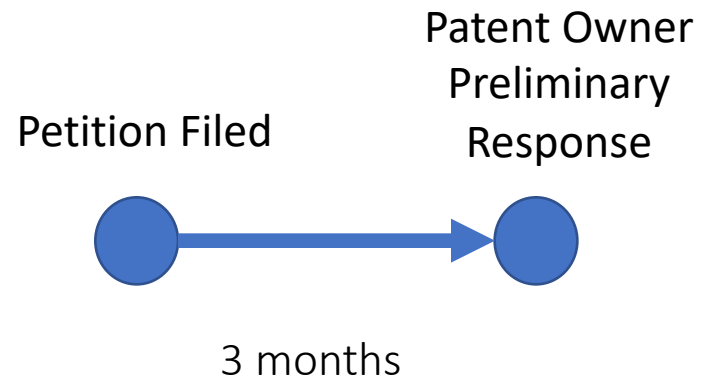 Petition Filed
Patent Owner
Preliminary
Response
3 months